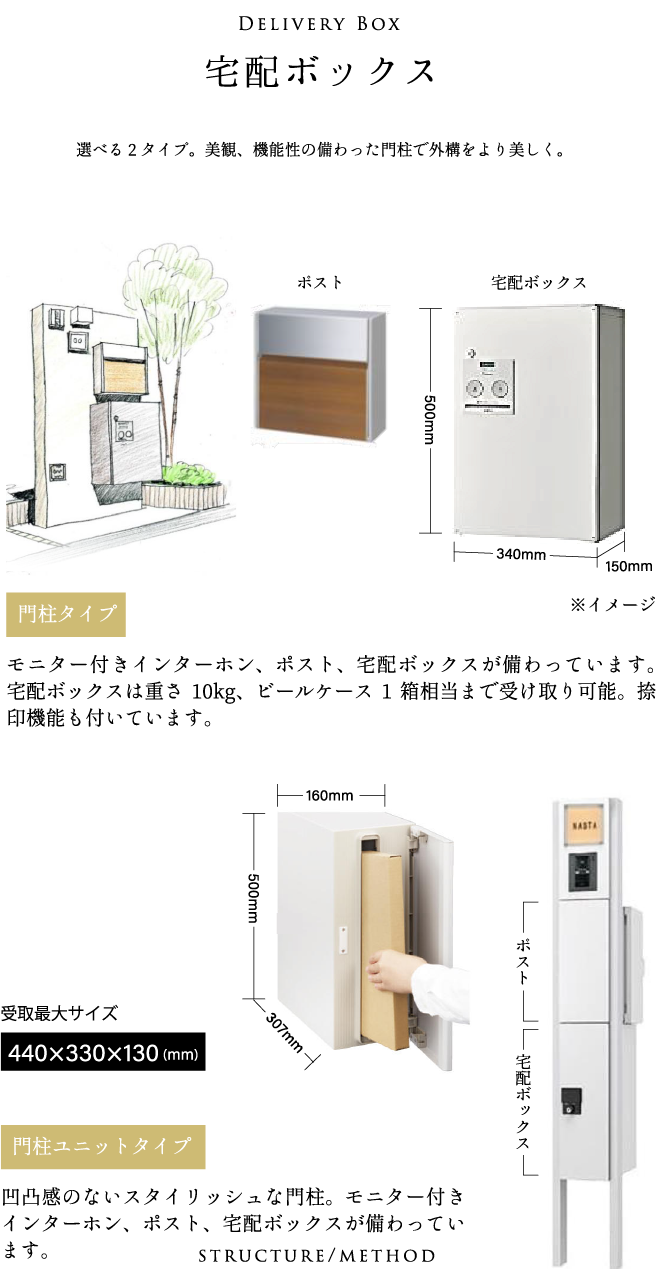 Delivery Box
宅配ボックス
選べる2タイプ。美観、機能性の備わった門柱で外構をより美しく。
ポスト
宅配ボックス
500mm
340mm
150mm
※イメージ
門柱タイプ
モニター付きインターホン、ポスト、宅配ボックスが備わっています。
宅配ボックスは重さ 10kg、ビールケース 1 箱相当まで受け取り可能。捺
印機能も付いています。
160mm
500mm
307mm
NASTA
ポスト
宅配ボックス
受取最大サイズ
440×330×130(mm)
門柱ユニットタイプ
凹凸感のないスタイリッシュな門柱。モニター付き
インターホン、ポスト、宅配ボックスが備わってい
ます。
STRUCTURE/METHOD